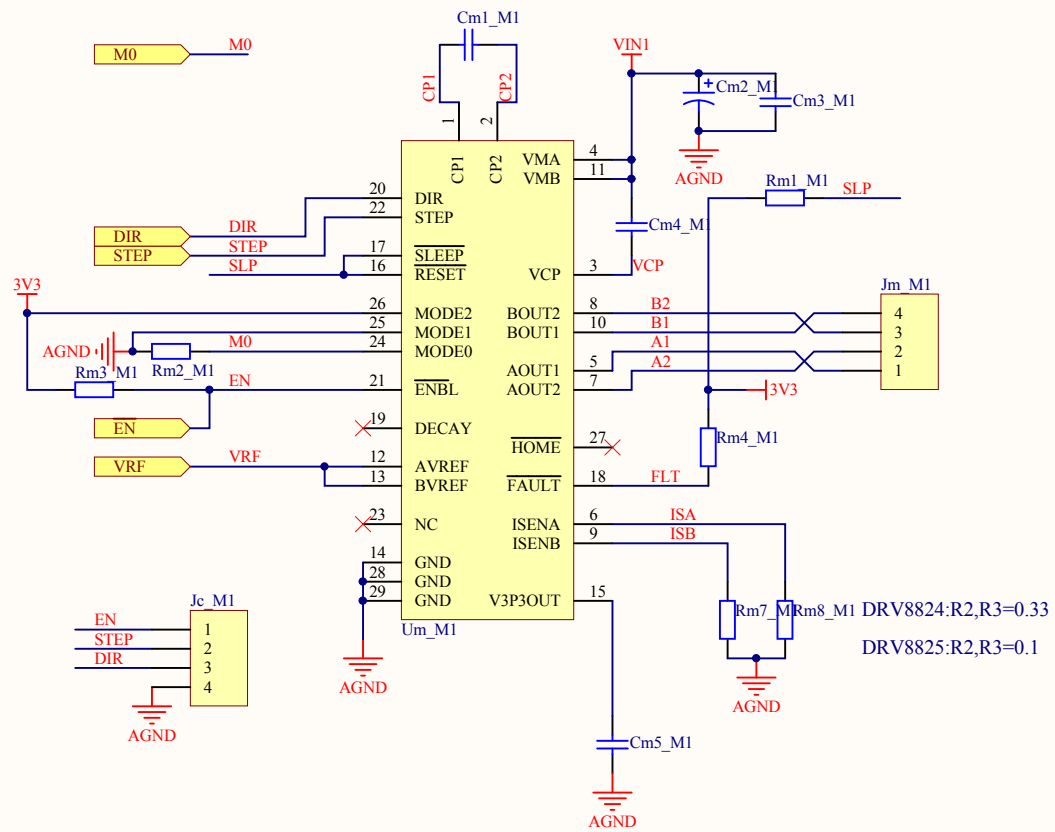 Cm1_M1
M0
M0
CP1
CP2
VIN1
Cm2_M1
Cm3_M1
1
2
CP1
CP2
AGND
VMA 4
VMB 11
Rm1_M1
SLP
20 DIR
22 STEP
DIR
DIR
STEP
STEP
Cm4_M1
17 SLEEP
16 RESET
SLP
VCP 3
VCP
3V3
Jm_M1
26 MODE2
25 MODE1
24 MODE0
BOUT2 8 B2
BOUT1 10 B1
4
3
2
1
AGND
M0
Rm2_M1
Rm3_M1
AOUT1 5 A1
AOUT2 7 A2
EN
21 ENBL
3V3
EN
19 DECAY
HOME 27
Rm4_M1
VRF
VRF
12 AVREF
13 BVREF
FAULT 18 FLT
23 NC
ISENA 6 ISA
ISENB 9 ISB
14 GND
28 GND
29 GND
V3P3OUT 15
Um_M1
Rm7_M1
Rm8_M1
DRV8824:R2,R3=0.33
DRV8825:R2,R3=0.1
Jc_M1
EN 1
STEP 2
DIR 3
4
AGND
AGND
AGND
Cm5_M1
AGND